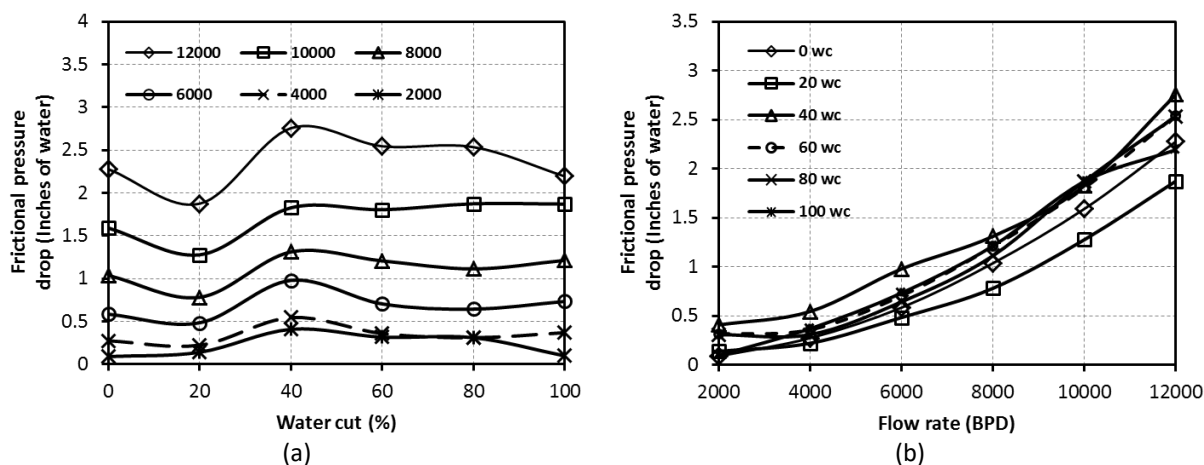 4
3.5
3
2.5
2
1.5
1
0.5
0
Frictional pressure
drop (Inches of water)
12000 10000 8000
6000 4000 2000
0 20 40 60 80 100
Water cut (%)
(a)
3.5
3
2.5
2
1.5
1
0.5
0
Frictional pressure
drop (Inches of water)
0 wc
20 wc
40 wc
60 wc
80 wc
100 wc
2000 4000 6000 8000 10000 12000
Flow rate (BPD)
(b)